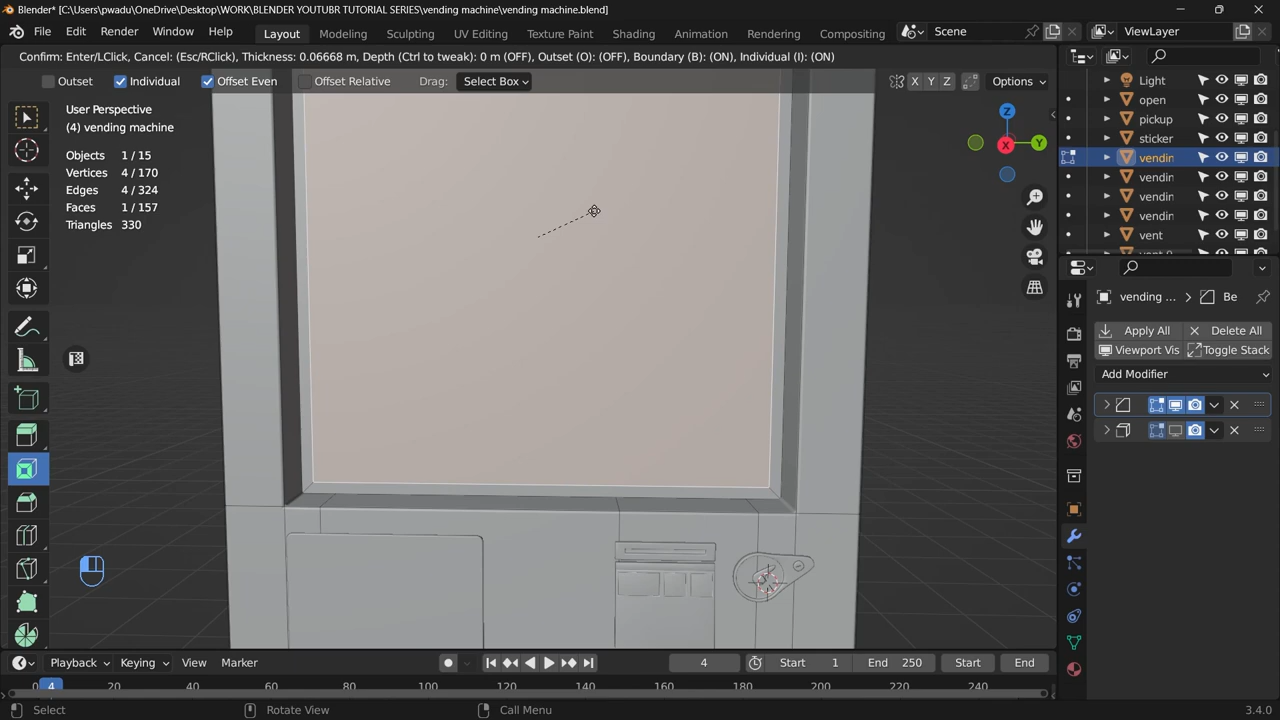 Blender* [C:\Users\pwadu\OneDrive\Desktop\WORK\BLENDER YOUTUBR TUTORIAL SERIES\vending machine\vending machine.blend]
File Edit Render Window Help Layout Modeling Sculpting UV Editing Texture Paint Shading Animation Rendering Compositing Scene ViewLayer
Confirm: Enter/LClick, Cancel: (Esc/RClick), Thickness: 0.06668 m, Depth (Ctrl to tweak): 0 m (OFF), Outset (O): (OFF), Boundary (B): (ON), Individual (I): (ON)
Outset Individual Offset Even Offset Relative Drag: Select Box X Y Z Options
User Perspective
(4) vending machine
Objects 1/15
Vertices 4/170
Edges 4/324
Faces 1/157
Triangles 330
Z
X
Y
Light
open
pickup
sticker
vendin
vendin
vendin
vendin
vent
vending ... Be
Apply All Delete All
Viewport Vis Toggle Stack
Add Modifier
Playback Keying View Marker 4 Start 1 End 250 Start End
0 4 20 40 60 80 100 120 140 160 180 200 220 240
Select Rotate View Call Menu 3.4.0